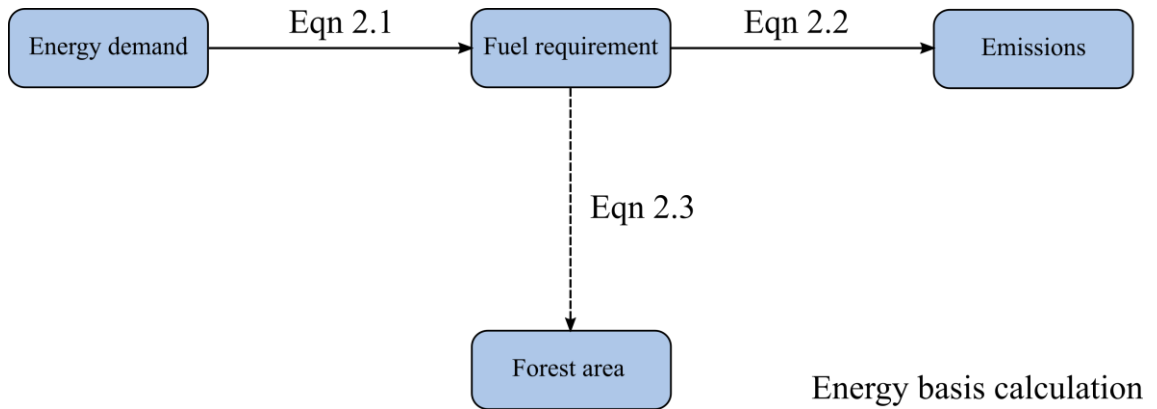 Eqn 2.1
Eqn 2.2
Energy demand
Fuel requirement
Emissions
Eqn 2.3
Forest area
Energy basis calculation